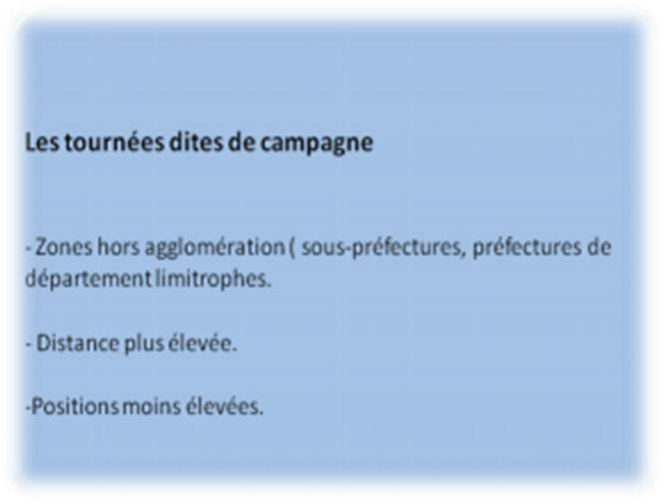 Les tournées dites de campagne
- Zones hors agglomération ( sous-préfectures, préfectures de
département limitrophes.
- Distance plus élevée.
-Positions moins élevées.